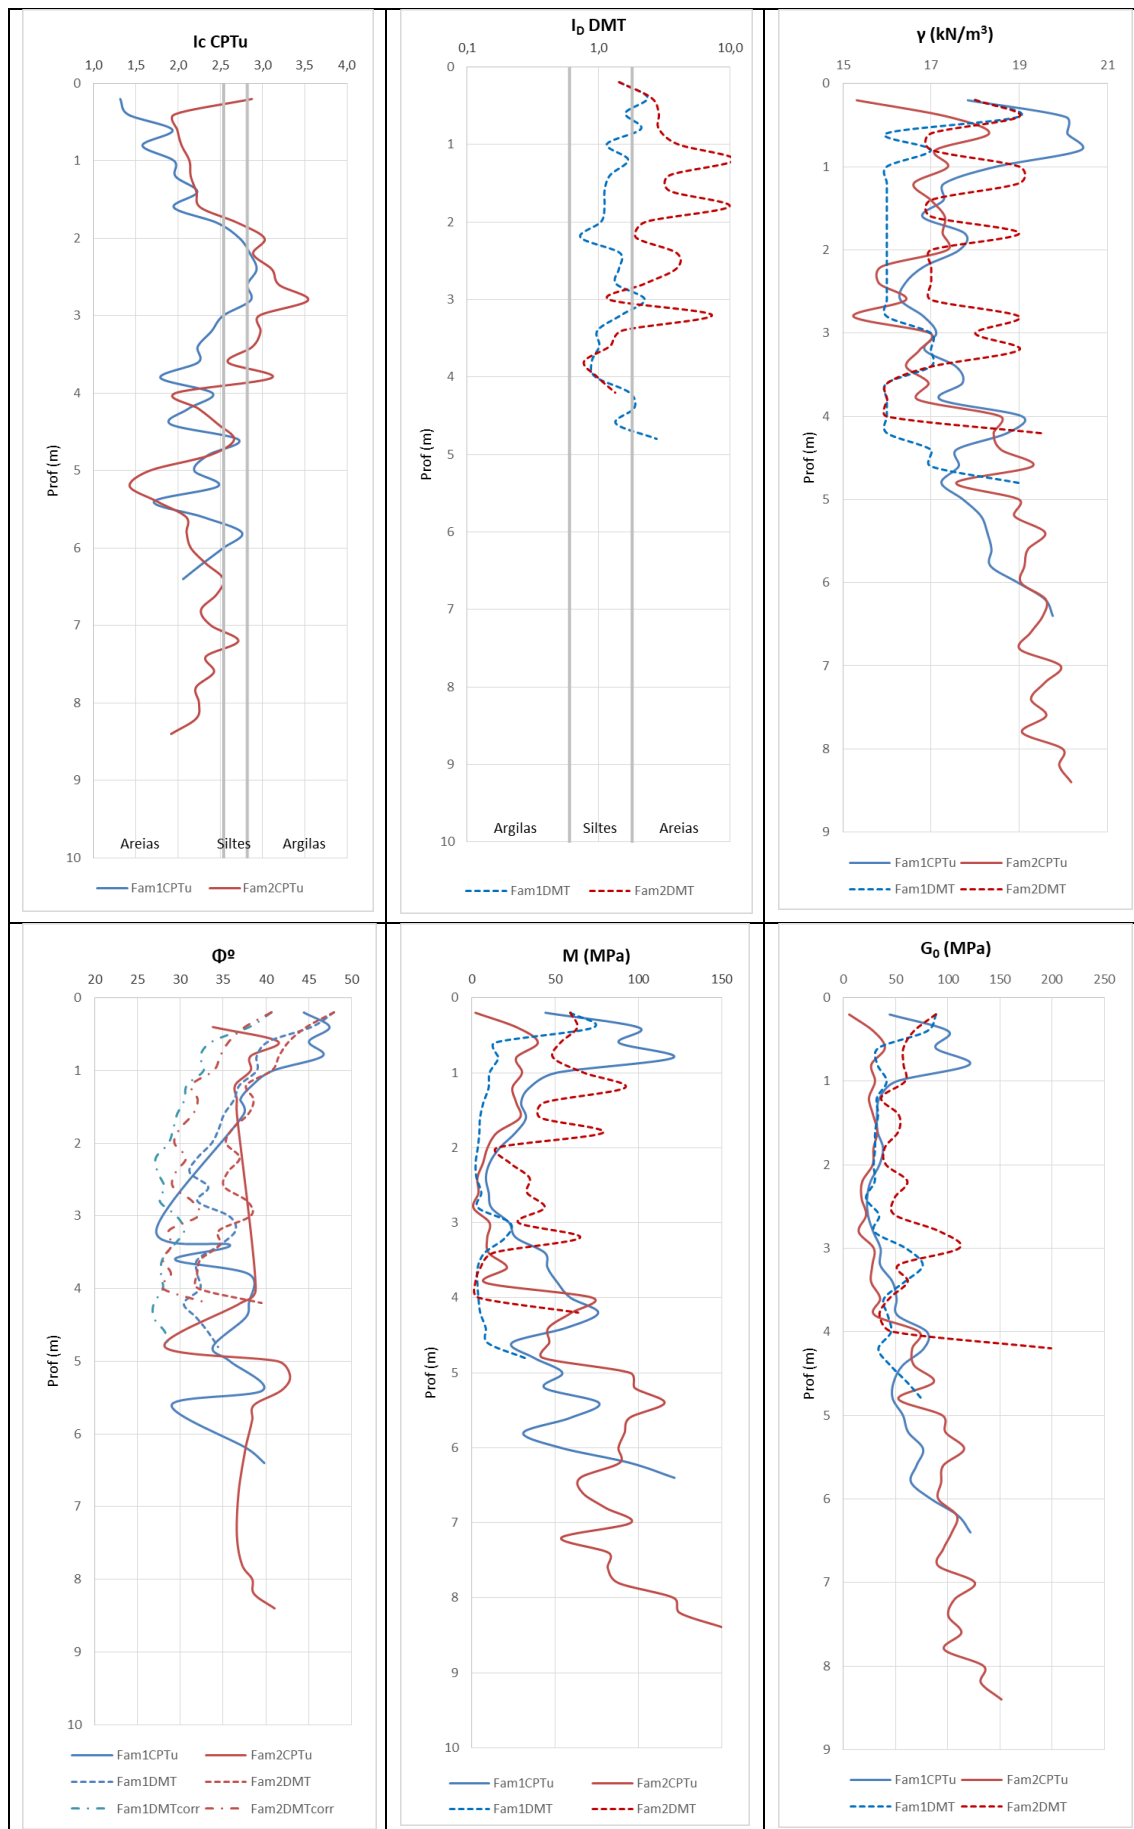 Ic CPTu
1,0 1,5 2,0 2,5 3,0 3,5 4,0
0
1
2
3
4
5
6
7
8
9
10
Prof (m)
Areias Siltes Argilas
Fam1CPTu Fam2CPTu
I_D DMT
0,1 1,0 10,0
0
1
2
3
4
5
6
7
8
9
10
Prof (m)
Argilas Siltes Areias
Fam1DMT Fam2DMT
γ (kN/m³)
15 17 19 21
0
1
2
3
4
5
6
7
8
9
Prof (m)
Fam1CPTu Fam2CPTu
Fam1DMT Fam2DMT
Φº
20 30 40 50
0
1
2
3
4
5
6
7
8
9
10
Prof (m)
Fam1CPTu Fam2CPTu
Fam1DMT Fam2DMT
Fam1DMTcorr Fam2DMTcorr
M (MPa)
0 50 100 150
0
1
2
3
4
5
6
7
8
9
10
Prof (m)
Fam1CPTu Fam2CPTu
Fam1DMT Fam2DMT
G₀ (MPa)
0 50 100 150 200 250
0
1
2
3
4
5
6
7
8
9
Prof (m)
Fam1CPTu Fam2CPTu
Fam1DMT Fam2DMT